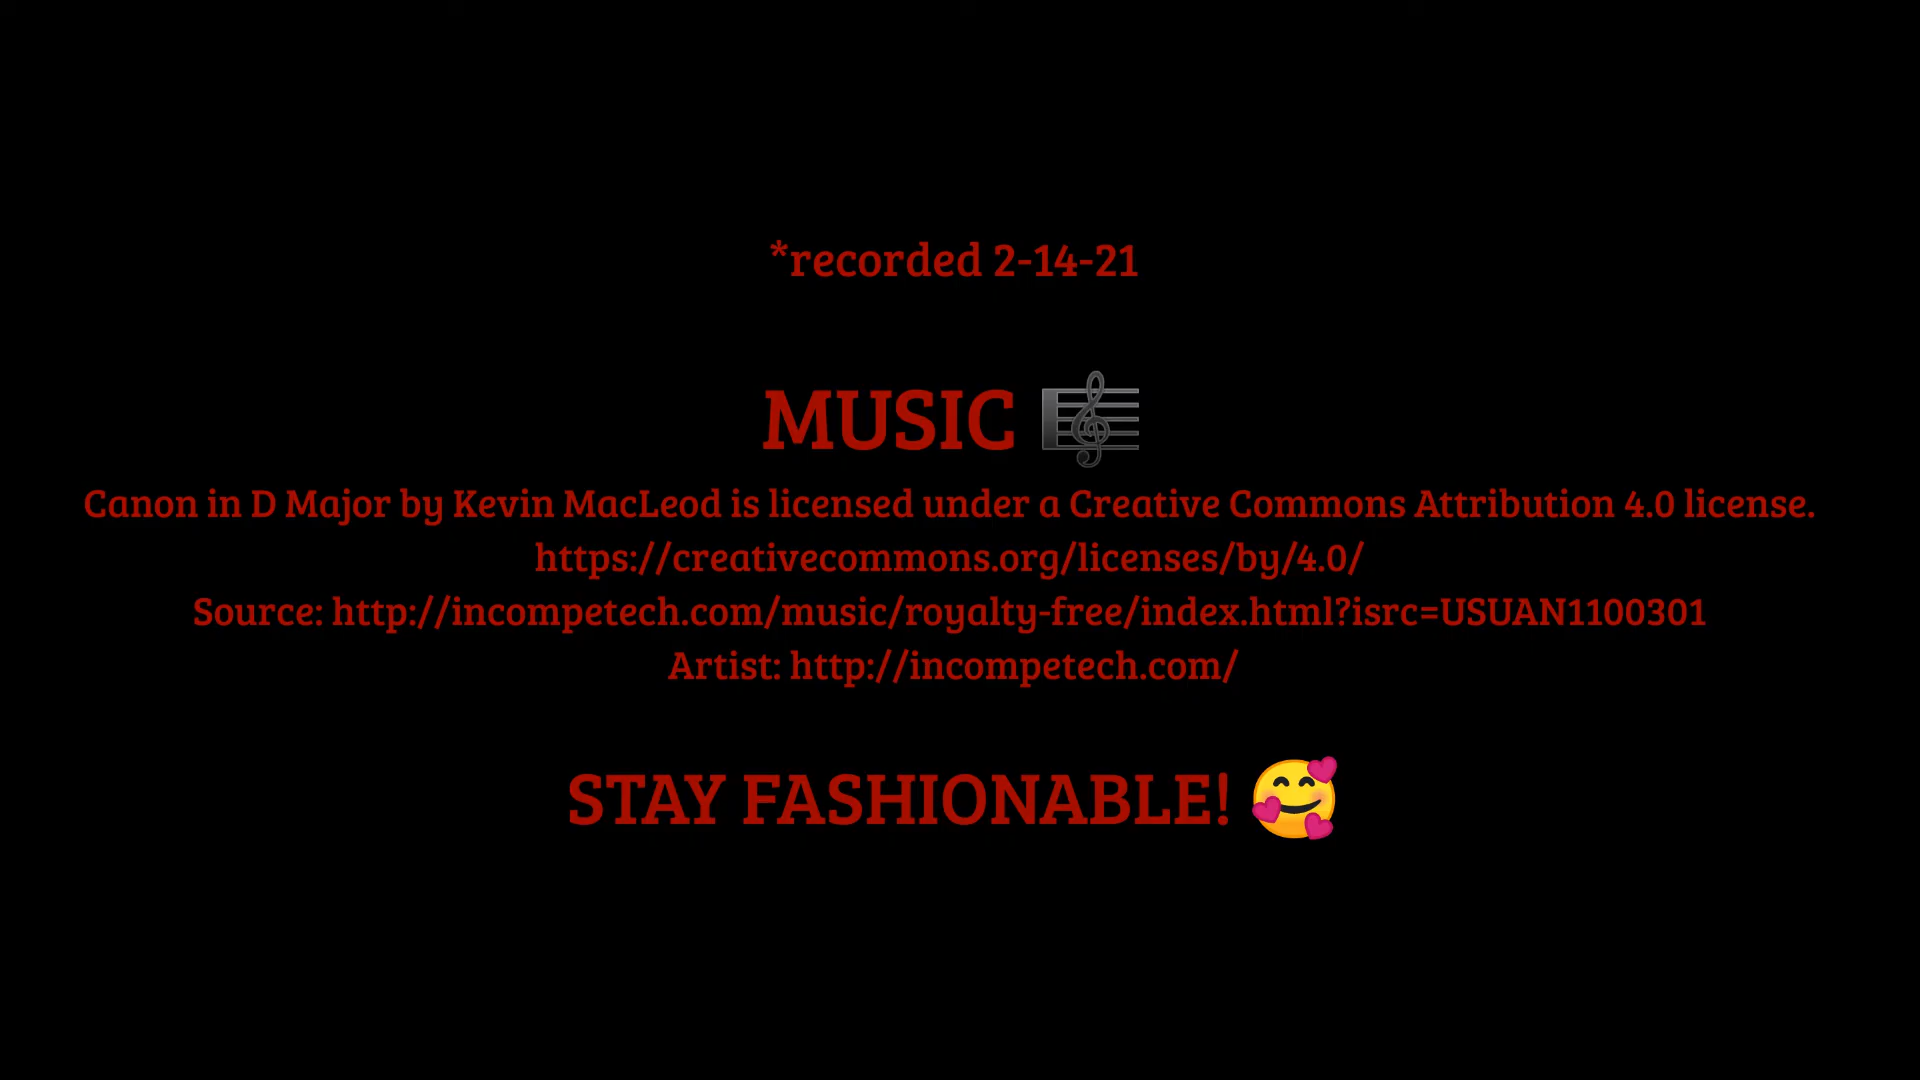 *recorded 2-14-21
MUSIC 🎼
Canon in D Major by Kevin MacLeod is licensed under a Creative Commons Attribution 4.0 license.
https://creativecommons.org/licenses/by/4.0/
Source: http://incompetech.com/music/royalty-free/index.html?isrc=USUAN1100301
Artist: http://incompetech.com/
STAY FASHIONABLE! 🥰